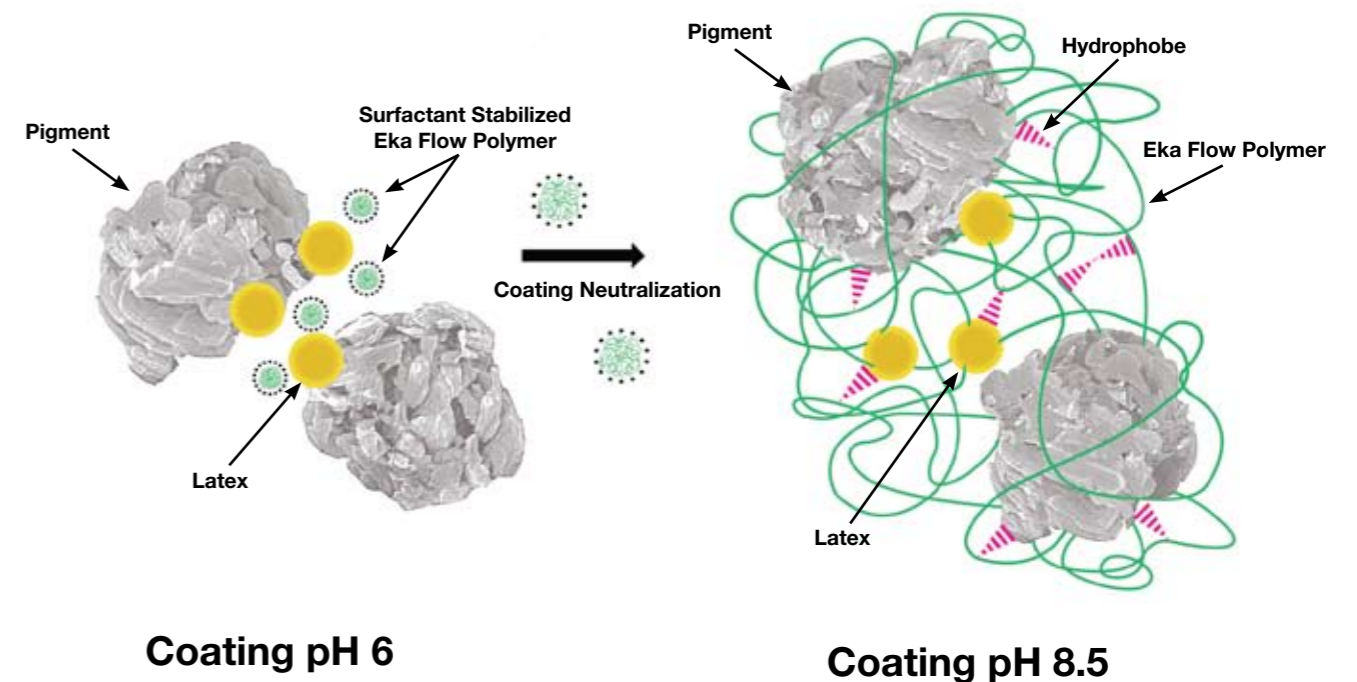 Pigment
Surfactant Stabilized
Eka Flow Polymer
Latex
Coating pH 6
Coating Neutralization
Pigment
Hydrophobe
Eka Flow Polymer
Latex
Coating pH 8.5